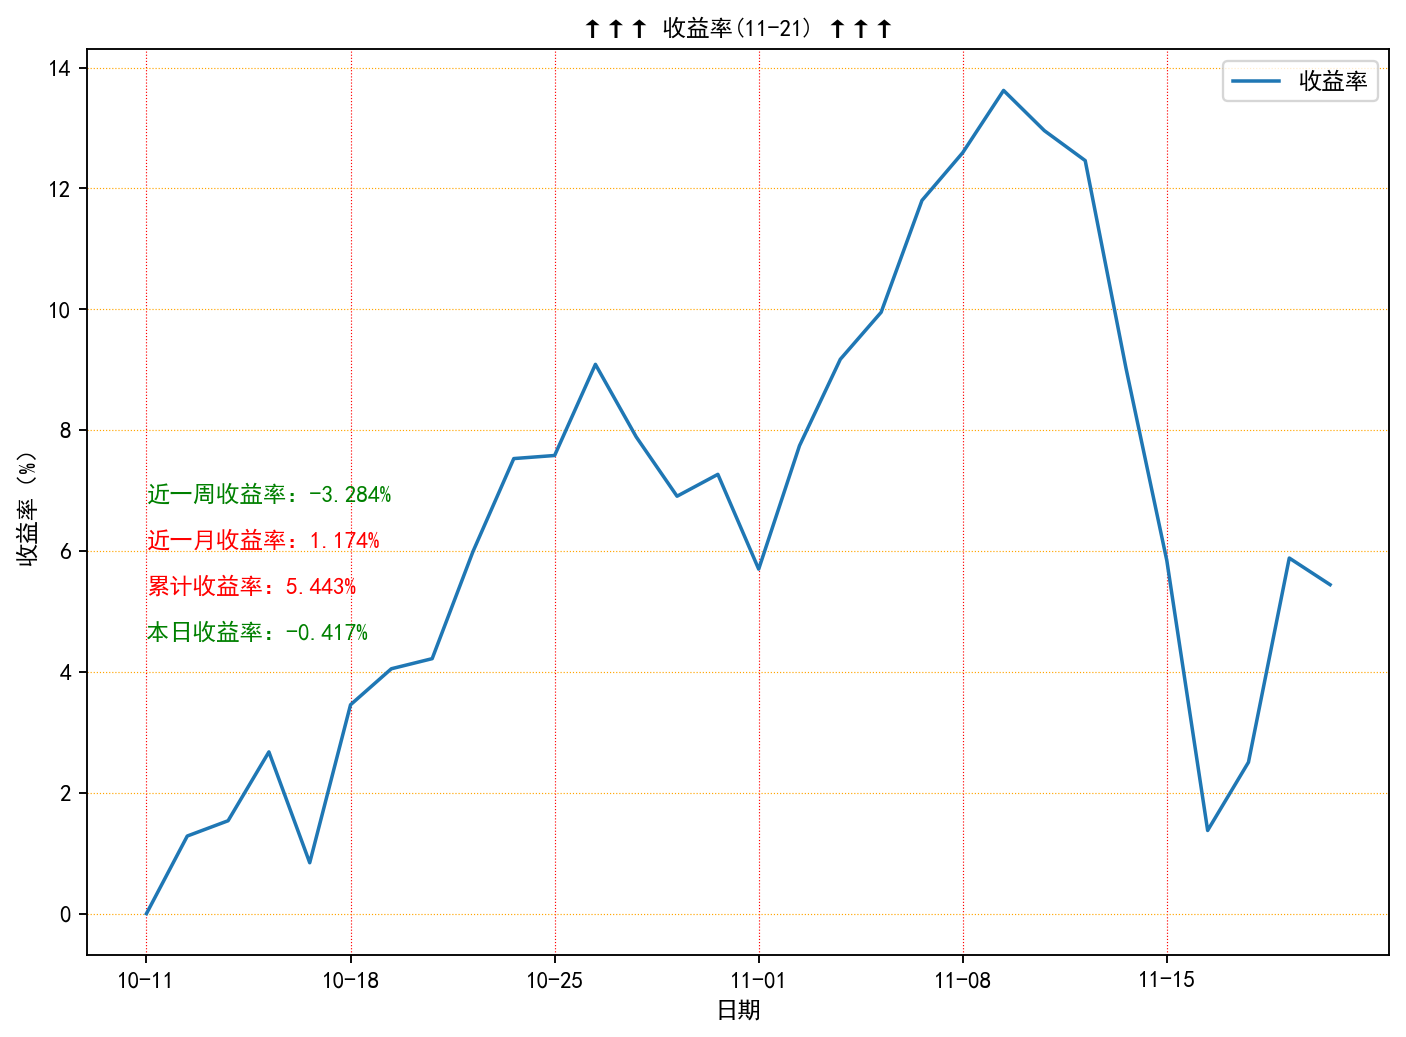 ↑↑↑ 收益率(11-21) ↑↑↑
收益率
14
12
10
8
6
4
2
0
收益率 (%)
近一周收益率: -3.284%
近一月收益率: 1.174%
累计收益率: 5.443%
本日收益率: -0.417%
10-11 10-18 10-25 11-01 11-08 11-15
日期